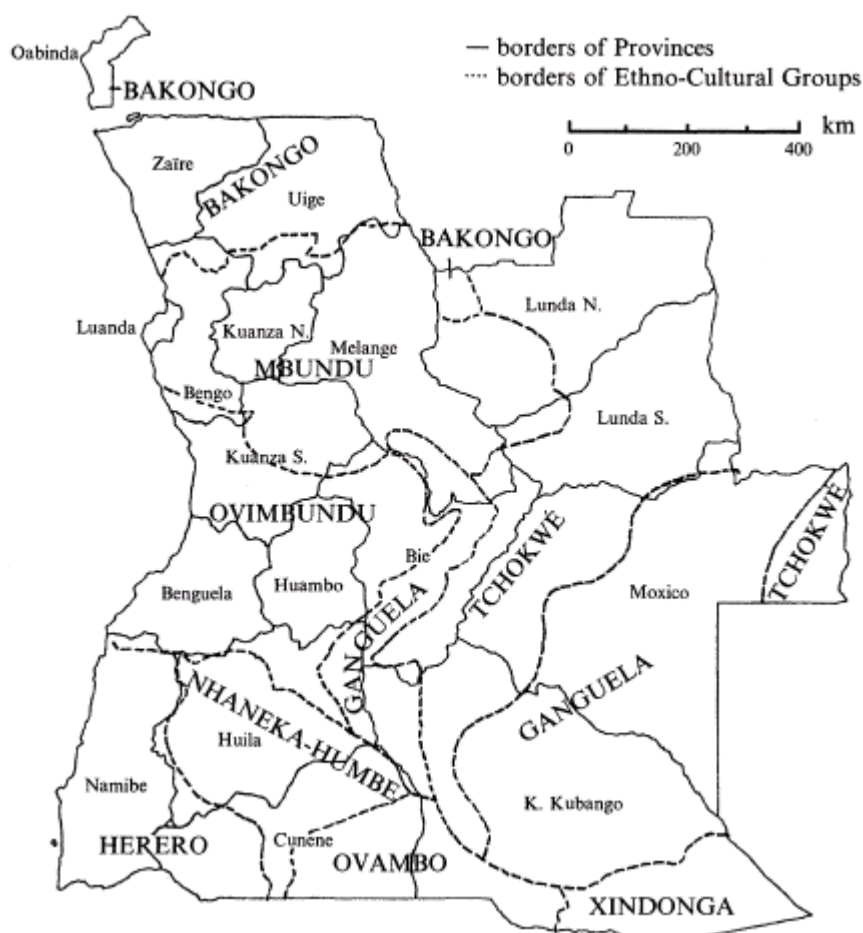 Oabinda
— borders of Provinces
---- borders of Ethno-Cultural Groups
BAKONGO
km
0 200 400
Zaïre
BAKONGO
Uige
BAKONGO
Lunda N.
Luanda
Kuanza N.
Melange
MBUNDU
Bengo
Lunda S.
Kuanza S.
OVIMBUNDU
TCHOKWÉ
TCHOKWÉ
Bie
Benguela
Huambo
Moxico
GANGUELA
GANGUELA
NHANEKA-HUMBE
Huila
Namibe
K. Kubango
HERERO
Cunene
OVAMBO
XINDONGA